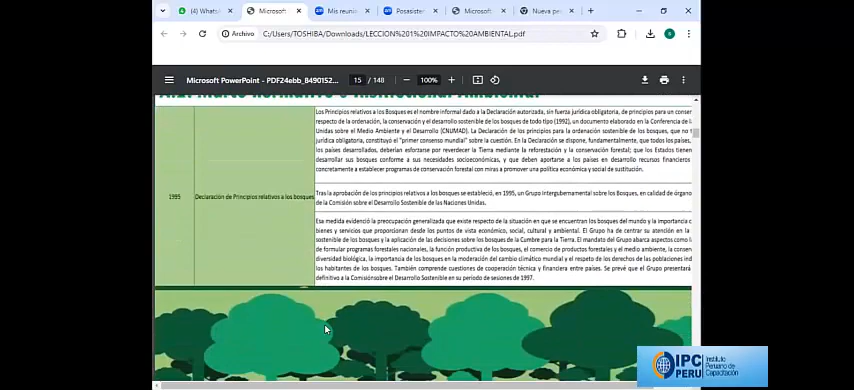 (4) Whats
Microsoft
Mis reuni
Posasiste
Microsoft
Nueva pe
Archivo
C:/Users/TOSHIBA/Downloads/LECCION%201%20IMPACTO%20AMBIENTAL.pdf
Microsoft PowerPoint - PDF24ebb_B490152...
15 / 148
100%
Los Principios relativos a los Bosques es el nombre informal dado a la Declaración autorizada, sin fuerza jurídica obligatoria, de principios para un conser
respecto de la ordenación, la conservación y el desarrollo sostenible de los bosques de todo tipo (1992), un documento elaborado en la Conferencia de l
Unidas sobre el Medio Ambiente y el Desarrollo (CNUMAD). La Declaración de los principios para la ordenación sostenible de los bosques, que no t
jurídica obligatoria, constituyó el "primer consenso mundial" sobre la cuestión. En la Declaración se dispone, fundamentalmente, que todos los países,
los países desarrollados, deberían esforzarse por reverdecer la Tierra mediante la reforestación y la conservación forestal; que los Estados tienen
desarrollar sus bosques conforme a sus necesidades socioeconómicas, y que deben aportarse a los países en desarrollo recursos financieros
concretamente a establecer programas de conservación forestal con miras a promover una política económica y social de sustitución.
1995
Declaración de Principios relativos a los bosques
Tras la aprobación de los principios relativos a los bosques se estableció, en 1995, un Grupo Intergubernamental sobre los Bosques, en calidad de órgano
de la Comisión sobre el Desarrollo Sostenible de las Naciones Unidas.
Esa medida evidenció la preocupación generalizada que existe respecto de la situación en que se encuentran los bosques del mundo y la importancia c
bienes y servicios que proporcionan desde los puntos de vista económico, social, cultural y ambiental. El Grupo ha de centrar su atención en la
sostenible de los bosques y la aplicación de las decisiones sobre los bosques de la Cumbre para la Tierra. El mandato del Grupo abarca aspectos como l
de formular programas forestales nacionales, la función productiva de los bosques, el comercio de productos forestales y el medio ambiente, la conserv
diversidad biológica, la importancia de los bosques en la moderación del cambio climático mundial y el respeto de los derechos de las poblaciones ind
los habitantes de los bosques. También comprende cuestiones de cooperación técnica y financiera entre países. Se prevé que el Grupo presentará
definitivo a la Comisiónsobre el Desarrollo Sostenible en su período de sesiones de 1997.
IPC
PERU
Instituto
Peruano de
Capacitación